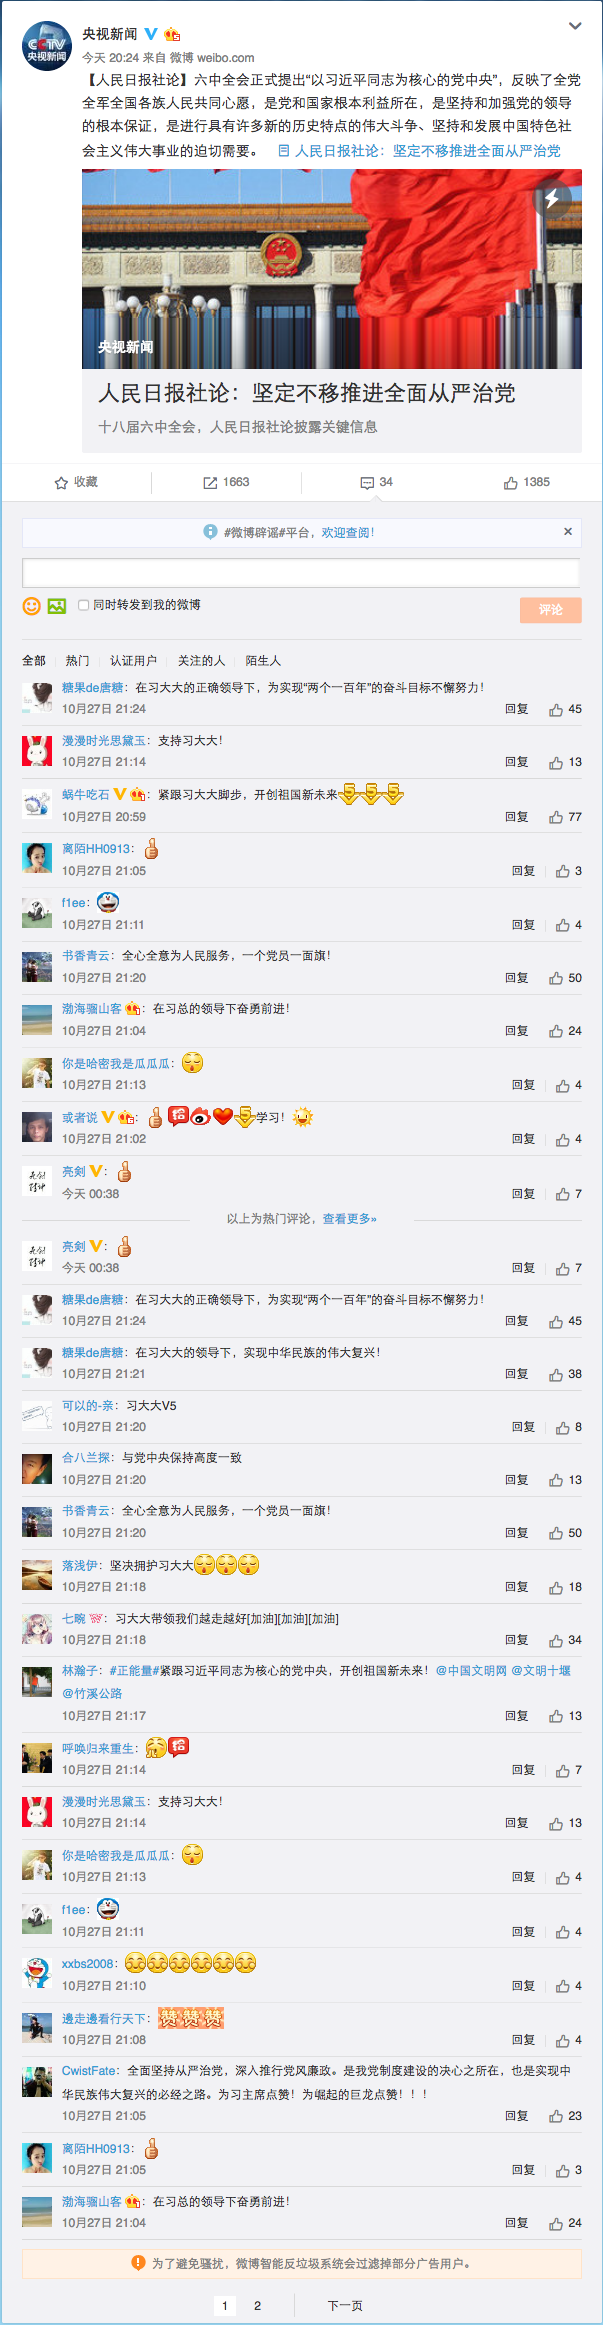 CCTV
央视新闻
央视新闻
今天 20:24 来自 微博 weibo.com
【人民日报社论】六中全会正式提出“以习近平同志为核心的党中央”，反映了全党
全军全国各族人民共同心愿，是党和国家根本利益所在，是坚持和加强党的领导
的根本保证，是进行具有许多新的历史特点的伟大斗争、坚持和发展中国特色社
会主义伟大事业的迫切需要。 人民日报社论：坚定不移推进全面从严治党
央视新闻
人民日报社论：坚定不移推进全面从严治党
十八届六中全会，人民日报社论披露关键信息
收藏 1663 34 1385
#微博辟谣#平台，欢迎查阅！ ×
同时转发到我的微博 评论
全部 热门 认证用户 关注的人 陌生人
糖果de唐糖：在习大大的正确领导下，为实现“两个一百年”的奋斗目标不懈努力！
10月27日 21:24 回复 45
漫漫时光思黛玉：支持习大大！
10月27日 21:14 回复 13
蜗牛吃石：紧跟习大大脚步，开创祖国新未来
10月27日 20:59 回复 77
离陌HH0913：
10月27日 21:05 回复 3
f1ee：
10月27日 21:11 回复 4
书香青云：全心全意为人民服务，一个党员一面旗！
10月27日 21:20 回复 50
渤海骝山客：在习总的领导下奋勇前进！
10月27日 21:04 回复 24
你是哈密我是瓜瓜瓜：
10月27日 21:13 回复 4
或者说：学习！
10月27日 21:02 回复 4
亮剑：
今天 00:38 回复 7
以上为热门评论，查看更多»
亮剑：
今天 00:38 回复 7
糖果de唐糖：在习大大的正确领导下，为实现“两个一百年”的奋斗目标不懈努力！
10月27日 21:24 回复 45
糖果de唐糖：在习大大的领导下，实现中华民族的伟大复兴！
10月27日 21:21 回复 38
可以的-亲：习大大V5
10月27日 21:20 回复 8
合八兰探：与党中央保持高度一致
10月27日 21:20 回复 13
书香青云：全心全意为人民服务，一个党员一面旗！
10月27日 21:20 回复 50
落浅伊：坚决拥护习大大
10月27日 21:18 回复 18
七畹：习大大带领我们越走越好[加油][加油][加油]
10月27日 21:18 回复 34
林瀚子：#正能量#紧跟习近平同志为核心的党中央，开创祖国新未来！@中国文明网 @文明十堰
@竹溪公路
10月27日 21:17 回复 13
呼唤归来重生：
10月27日 21:14 回复 7
漫漫时光思黛玉：支持习大大！
10月27日 21:14 回复 13
你是哈密我是瓜瓜瓜：
10月27日 21:13 回复 4
f1ee：
10月27日 21:11 回复 4
xxbs2008：
10月27日 21:10 回复 4
邊走邊看行天下：赞 赞 赞
10月27日 21:08 回复 4
CwistFate：全面坚持从严治党，深入推行党风廉政。是我党制度建设的决心之所在，也是实现中
华民族伟大复兴的必经之路。为习主席点赞！为崛起的巨龙点赞！！！
10月27日 21:05 回复 23
离陌HH0913：
10月27日 21:05 回复 3
渤海骝山客：在习总的领导下奋勇前进！
10月27日 21:04 回复 24
为了避免骚扰，微博智能反垃圾系统会过滤掉部分广告用户。
1 2 下一页